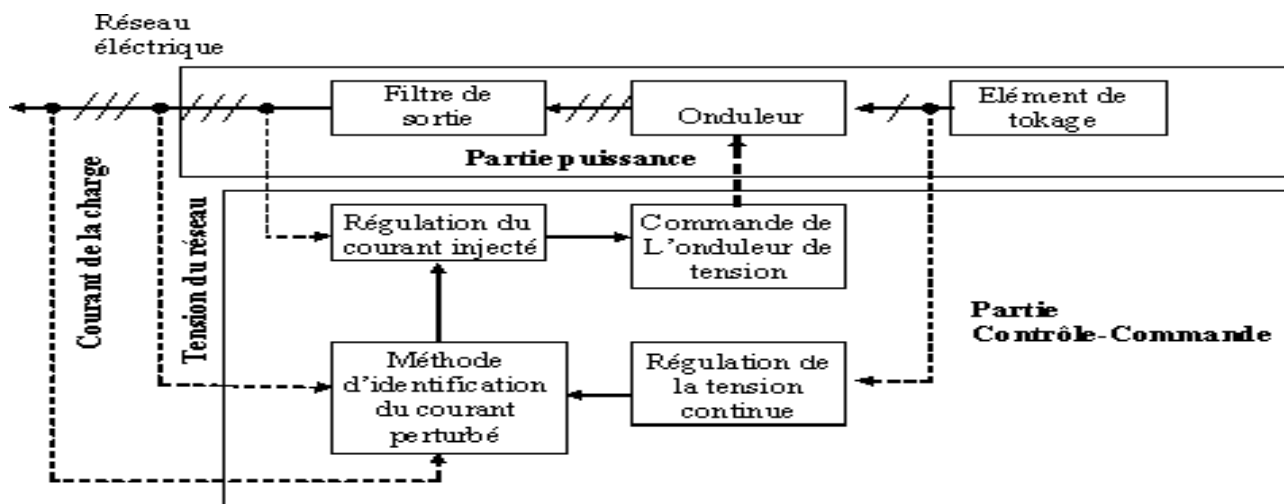 Réseau
éléctrique
Filtre de
sortie
Onduleur
Elément de
tokage
Partie puissance
Courant de la charge
Tension du réseau
Régulation du
courant injecté
Commande de
L'onduleur de
tension
Partie
Contrôle-Commande
Méthode
d'identification
du courant
perturbé
Régulation de
la tension
continue